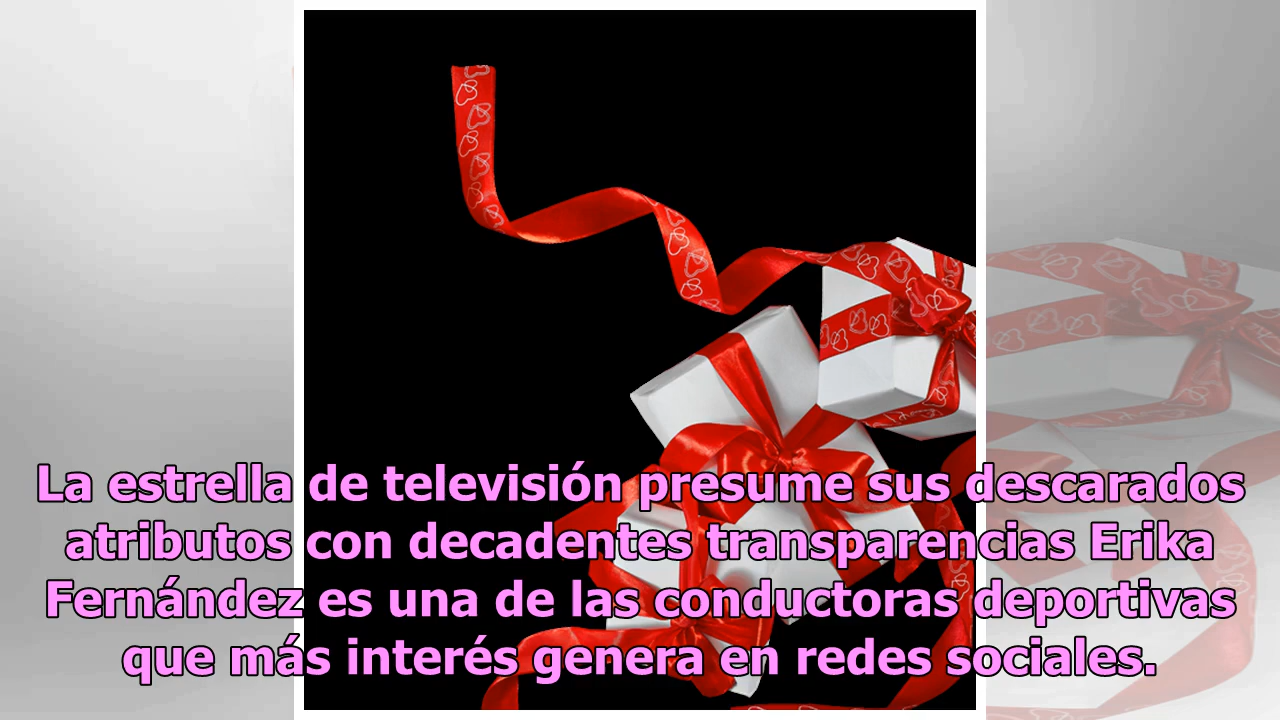 La estrella de televisión presume sus descarados
atributos con decadentes transparencias Erika
Fernández es una de las conductoras deportivas
que más interés genera en redes sociales.